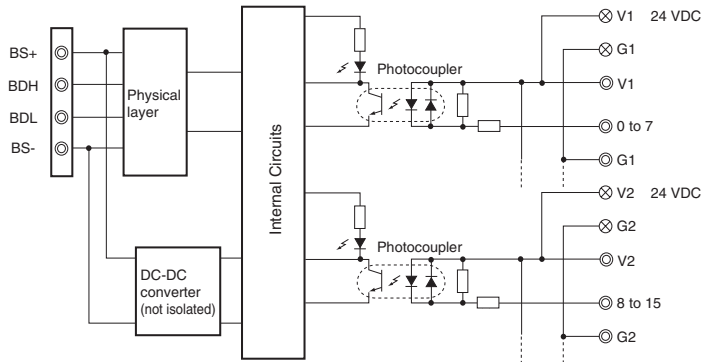 BS+
BDH
BDL
BS-
Physical
layer
DC-DC
converter
(not isolated)
Internal Circuits
Photocoupler
V1 24 VDC
G1
V1
0 to 7
G1
Photocoupler
V2 24 VDC
G2
V2
8 to 15
G2